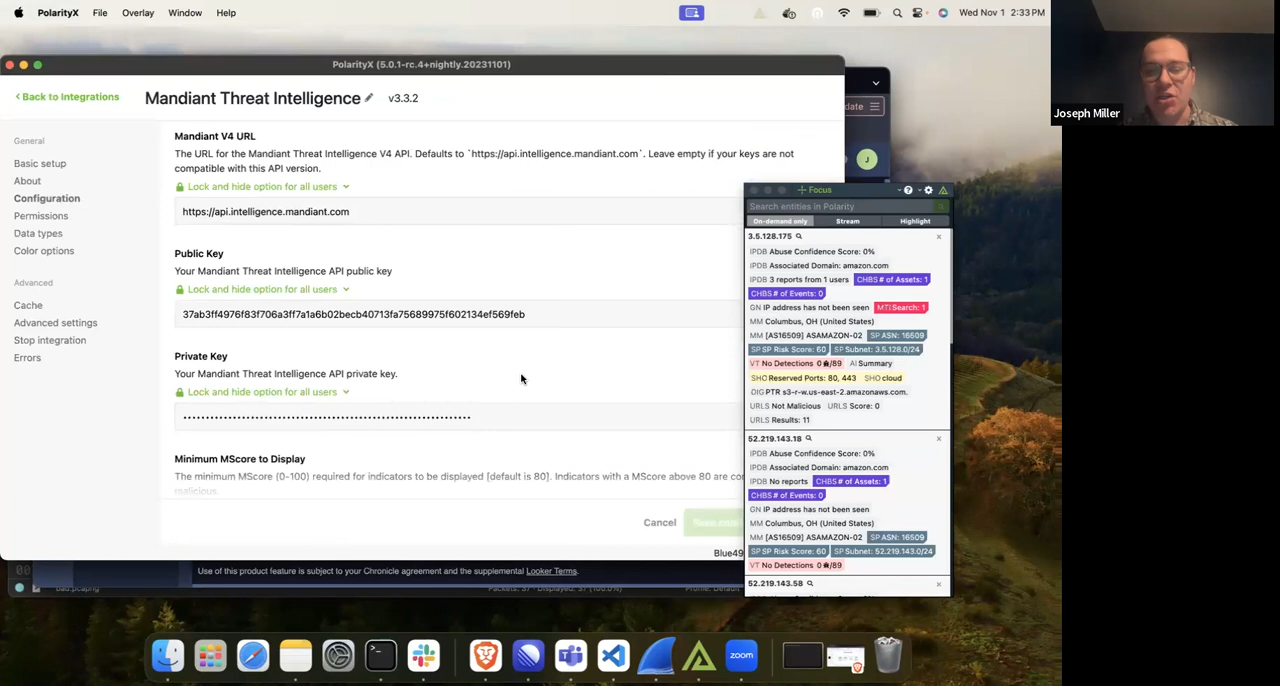 PolarityX File Overlay Window Help
Wed Nov 1 2:33 PM
PolarityX (5.0.1-rc.4+nightly.20231101)
Back to Integrations
Mandiant Threat Intelligence v3.3.2
General
Basic setup
About
Configuration
Permissions
Data types
Color options
Advanced
Cache
Advanced settings
Stop integration
Errors
Mandiant V4 URL
The URL for the Mandiant Threat Intelligence V4 API. Defaults to `https://api.intelligence.mandiant.com`. Leave empty if your keys are not
compatible with this API version.
Lock and hide option for all users
https://api.intelligence.mandiant.com
Public Key
Your Mandiant Threat Intelligence API public key
Lock and hide option for all users
37ab3ff4976f83f706a3ff7a1a6b02becb40713fa75689975f602134ef569feb
Private Key
Your Mandiant Threat Intelligence API private key.
Lock and hide option for all users
Minimum MScore to Display
The minimum MScore (0-100) required for indicators to be displayed [default is 80]. Indicators with a MScore above 80 are
malicious.
Cancel
Blue49
Use of this product feature is subject to your Chronicle agreement and the supplemental Looker Terms.
bad.pcapng
Packets: 37 · Displayed: 37 (100.0%)
Profile: Default
date
J
Focus
Search entities in Polarity
On-demand only Stream Highlight
3.5.128.175
IPDB Abuse Confidence Score: 0%
IPDB Associated Domain: amazon.com
IPDB 3 reports from 1 users CHBS # of Assets: 1
CHBS # of Events: 0
GN IP address has not been seen MTI Search: 1
MM Columbus, OH (United States)
MM [AS16509] ASAMAZON-02 SP ASN: 16509
SP SP Risk Score: 60 SP Subnet: 3.5.128.0/24
VT No Detections 0 /89 AI Summary
SHO Reserved Ports: 80, 443 SHO cloud
DIG PTR s3-r-w.us-east-2.amazonaws.com.
URLS Not Malicious URLS Score: 0
URLS Results: 11
52.219.143.18
IPDB Abuse Confidence Score: 0%
IPDB Associated Domain: amazon.com
IPDB No reports CHBS # of Assets: 1
CHBS # of Events: 0
GN IP address has not been seen
MM Columbus, OH (United States)
MM [AS16509] ASAMAZON-02 SP ASN: 16509
SP SP Risk Score: 60 SP Subnet: 52.219.143.0/24
VT No Detections 0 /89
52.219.143.58
Joseph Miller
zoom